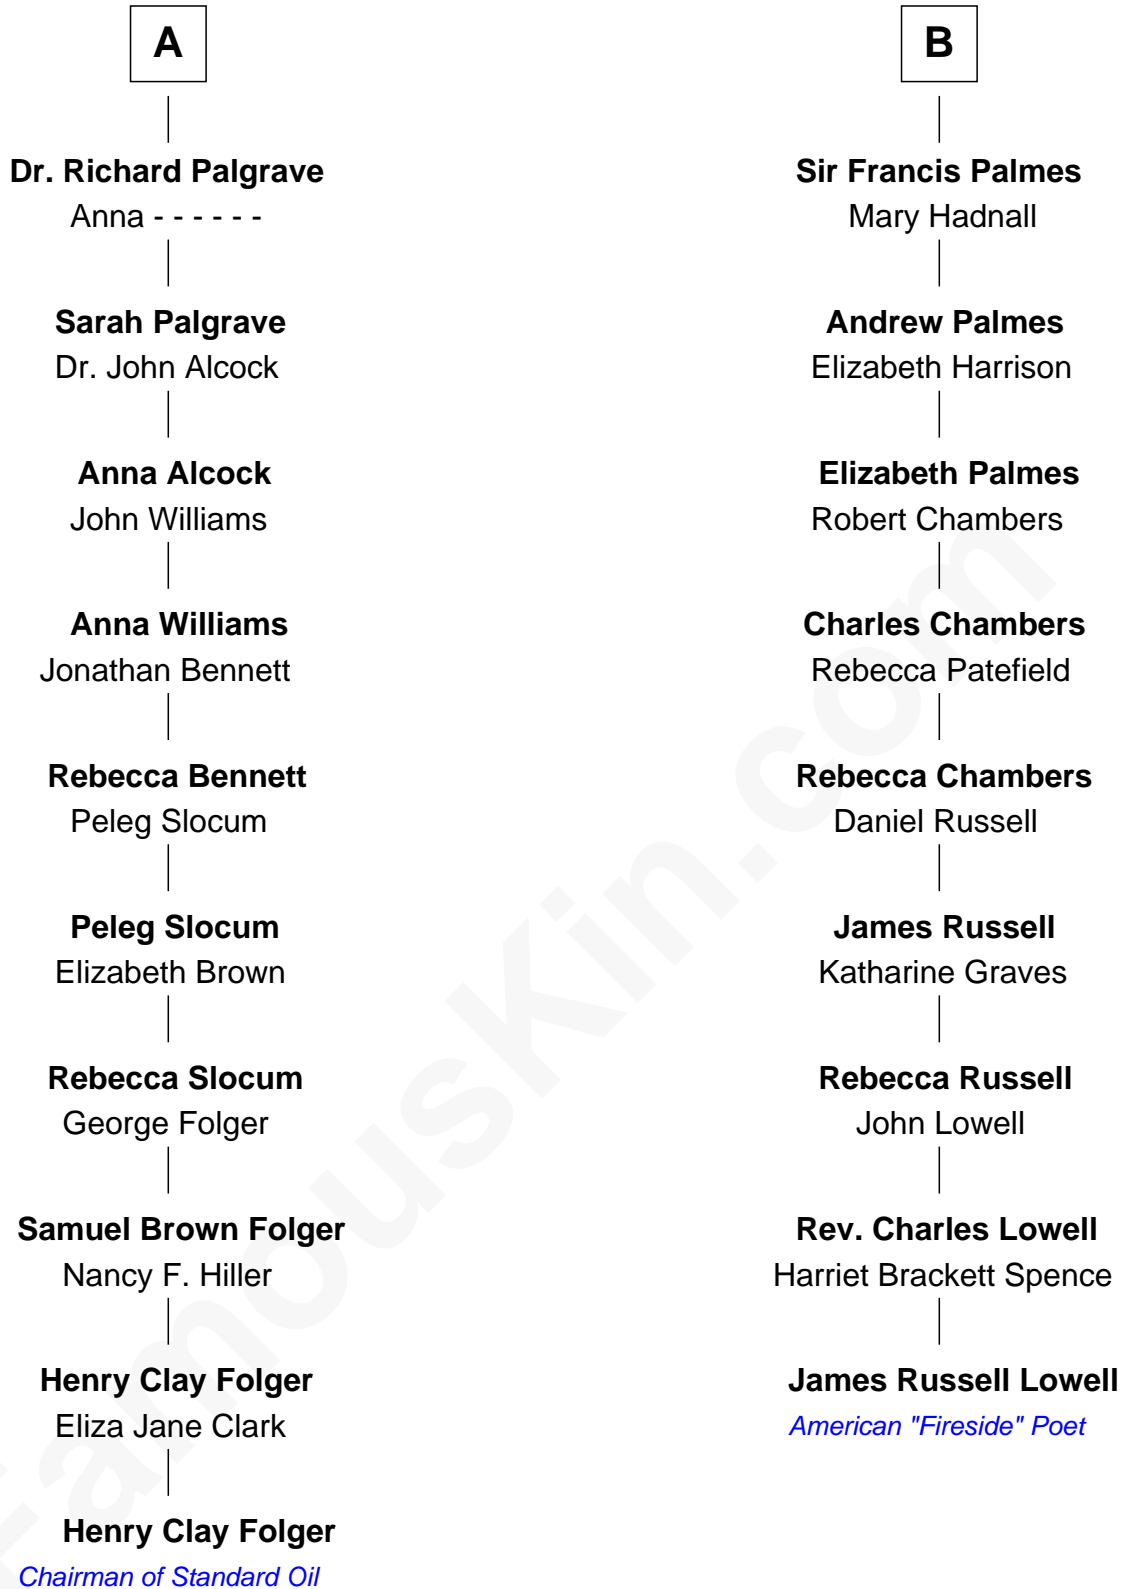 A
Dr. Richard Palgrave
Anna - - - - - -
Sarah Palgrave
Dr. John Alcock
Anna Alcock
John Williams
Anna Williams
Jonathan Bennett
Rebecca Bennett
Peleg Slocum
Peleg Slocum
Elizabeth Brown
Rebecca Slocum
George Folger
Samuel Brown Folger
Nancy F. Hiller
Henry Clay Folger
Eliza Jane Clark
Henry Clay Folger
Chairman of Standard Oil
B
Sir Francis Palmes
Mary Hadnall
Andrew Palmes
Elizabeth Harrison
Elizabeth Palmes
Robert Chambers
Charles Chambers
Rebecca Patefield
Rebecca Chambers
Daniel Russell
James Russell
Katharine Graves
Rebecca Russell
John Lowell
Rev. Charles Lowell
Harriet Brackett Spence
James Russell Lowell
American "Fireside" Poet
FamousKin.com